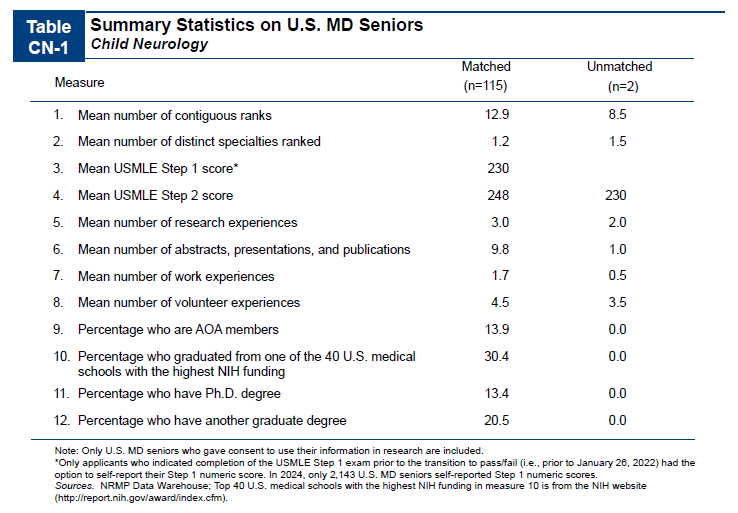 Table
CN-1
Summary Statistics on U.S. MD Seniors
Child Neurology
Measure
Matched
(n=115)
Unmatched
(n=2)
1. Mean number of contiguous ranks 12.9 8.5
2. Mean number of distinct specialties ranked 1.2 1.5
3. Mean USMLE Step 1 score* 230
4. Mean USMLE Step 2 score 248 230
5. Mean number of research experiences 3.0 2.0
6. Mean number of abstracts, presentations, and publications 9.8 1.0
7. Mean number of work experiences 1.7 0.5
8. Mean number of volunteer experiences 4.5 3.5
9. Percentage who are AOA members 13.9 0.0
10. Percentage who graduated from one of the 40 U.S. medical 30.4 0.0
schools with the highest NIH funding
11. Percentage who have Ph.D. degree 13.4 0.0
12. Percentage who have another graduate degree 20.5 0.0
Note: Only U.S. MD seniors who gave consent to use their information in research are included.
*Only applicants who indicated completion of the USMLE Step 1 exam prior to the transition to pass/fail (i.e., prior to January 26, 2022) had the
option to self-report their Step 1 numeric score. In 2024, only 2,143 U.S. MD seniors self-reported Step 1 numeric scores.
Sources. NRMP Data Warehouse; Top 40 U.S. medical schools with the highest NIH funding in measure 10 is from the NIH website
(http://report.nih.gov/award/index.cfm).